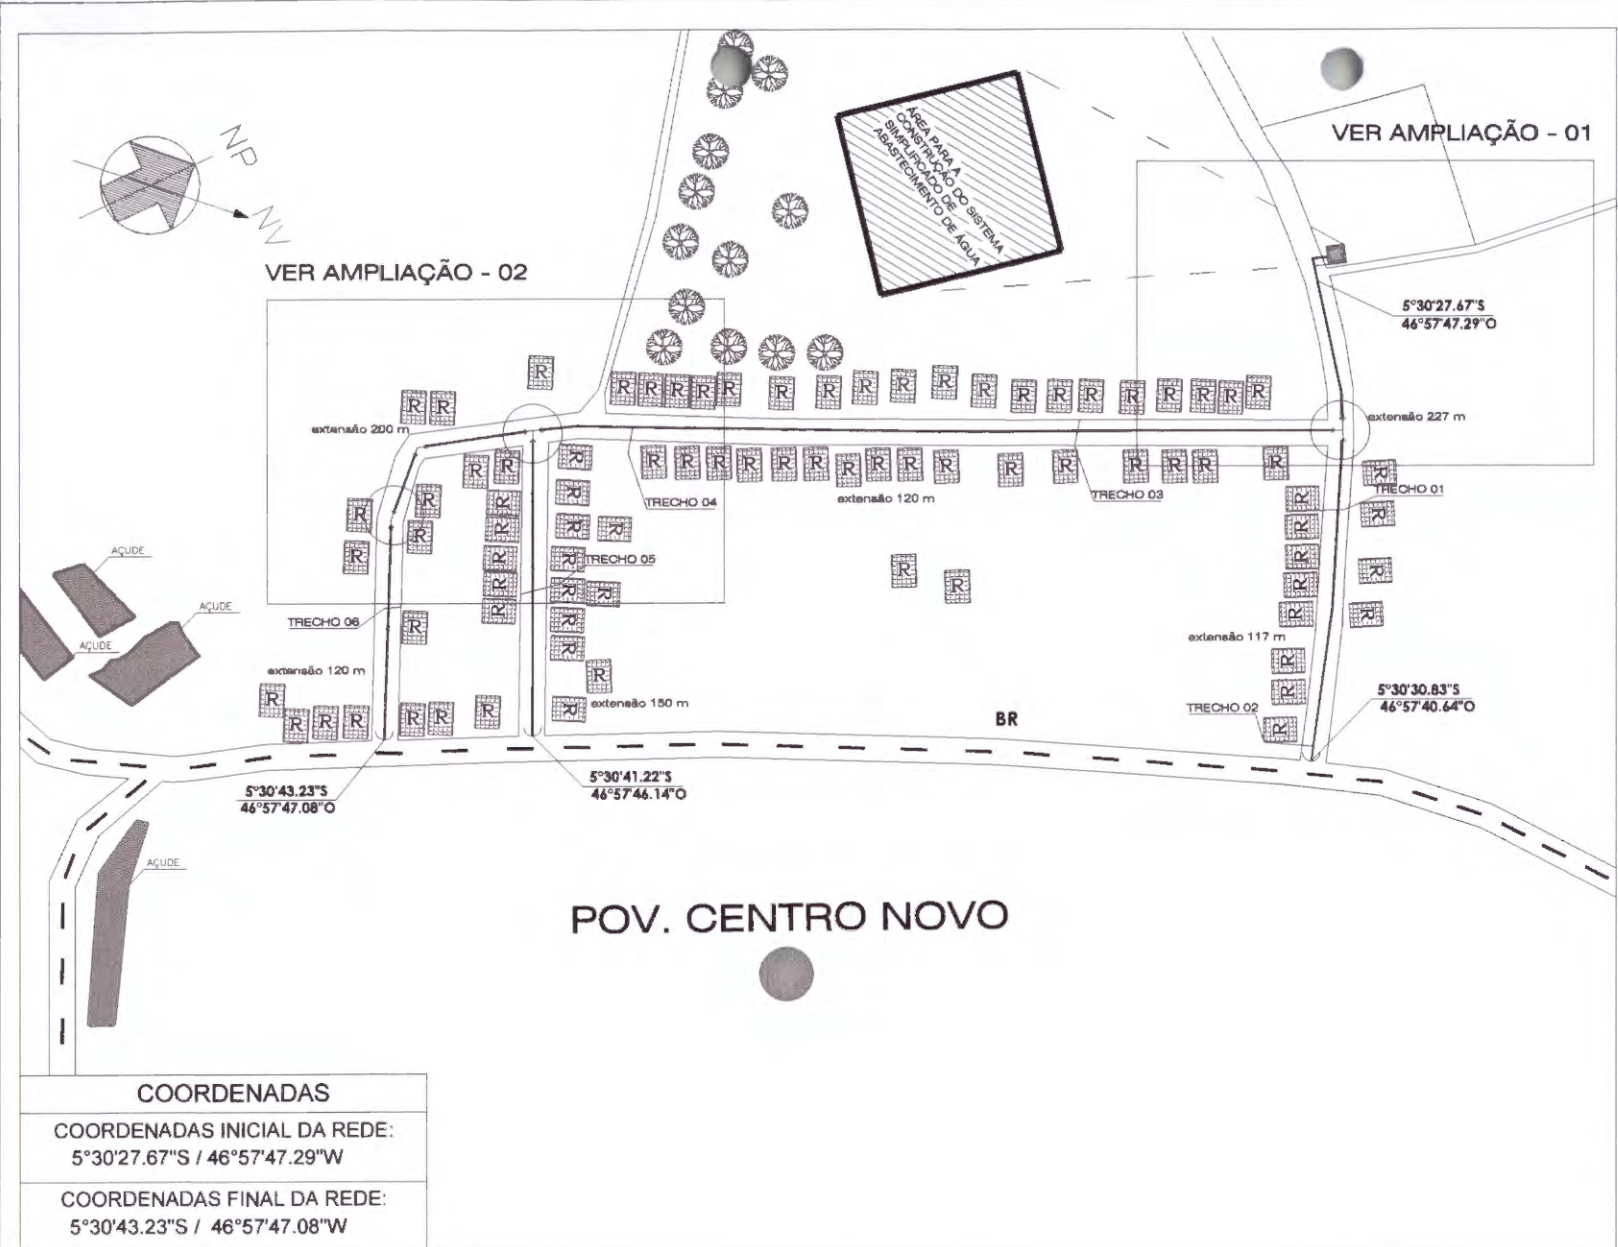 VER AMPLIAÇÃO - 01
NP
NV
ÁREA PARA A
CONSTRUÇÃO DO SISTEMA
SIMPLIFICADO DE
ABASTECIMENTO DE ÁGUA
VER AMPLIAÇÃO - 02
5°30'27.67"S
46°57'47.29"O
R
R R
R R R R R R R R R R R R R R R R R R R
extensão 200 m
extensão 227 m
R R
R R R R R R R R R R R R R R R R
extensão 120 m
TRECHO 04
TRECHO 03
TRECHO 01
R R R R
R R
R R R R R
R R R R R R R R
R R R
R R
R R R R R R R R
R R R R
AÇUDE
AÇUDE
AÇUDE
TRECHO 05
TRECHO 06
extensão 120 m
extensão 117 m
R
R R R R
R R R
extensão 150 m
TRECHO 02
BR
5°30'30.83"S
46°57'40.64"O
5°30'43.23"S
46°57'47.08"O
5°30'41.22"S
46°57'46.14"O
AÇUDE
POV. CENTRO NOVO
COORDENADAS
COORDENADAS INICIAL DA REDE:
5°30'27.67"S / 46°57'47.29"W
COORDENADAS FINAL DA REDE:
5°30'43.23"S / 46°57'47.08"W